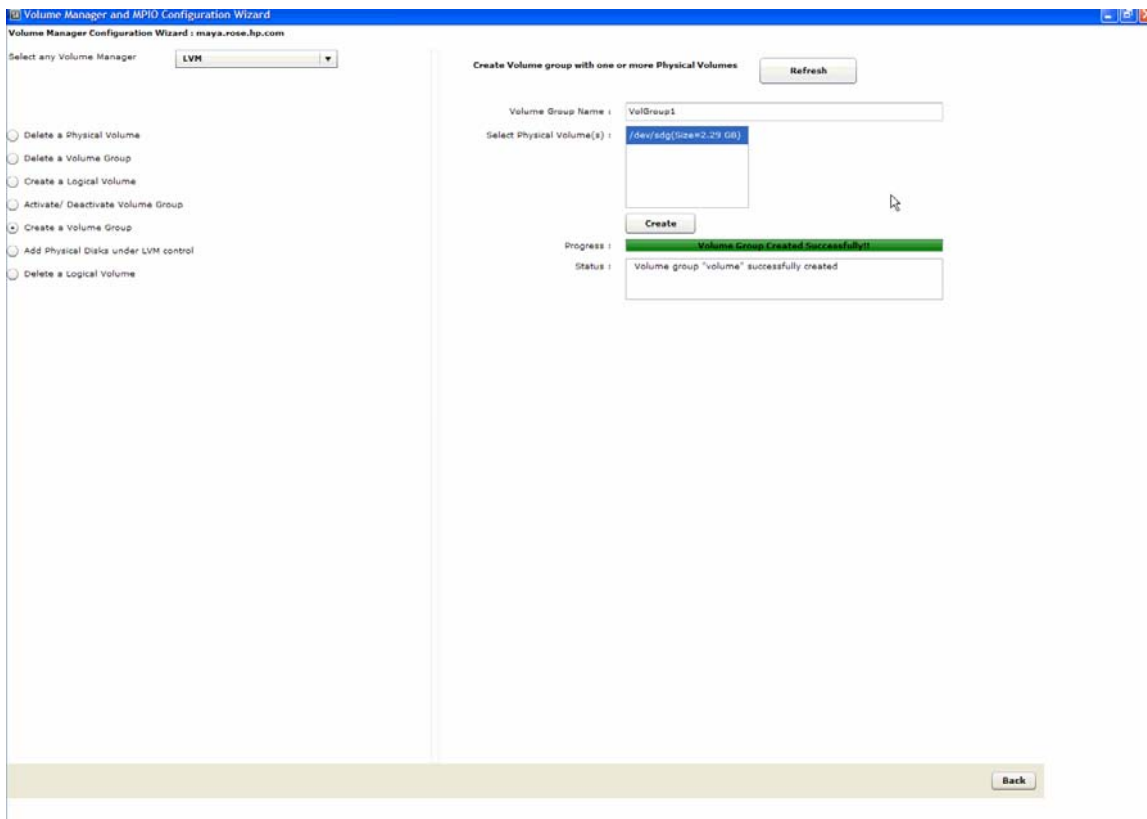 Volume Manager and MPIO Configuration Wizard
Volume Manager Configuration Wizard : maya.rose.hp.com
Select any Volume Manager
LVM
Delete a Physical Volume
Delete a Volume Group
Create a Logical Volume
Activate/ Deactivate Volume Group
Create a Volume Group
Add Physical Disks under LVM control
Delete a Logical Volume
Create Volume group with one or more Physical Volumes
Refresh
Volume Group Name :
VolGroup1
Select Physical Volume(s) :
/dev/sdg(Size=2.29 GB)
Create
Progress :
Volume Group Created Successfully!!
Status :
Volume group "volume" successfully created
Back